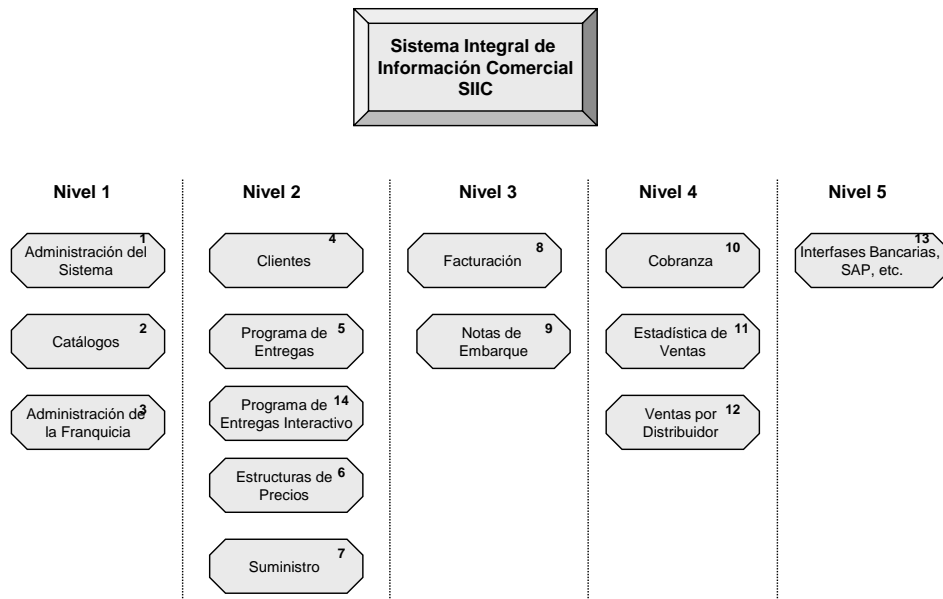 Sistema Integral de
Información Comercial
SIIC
Nivel 1
Nivel 2
Nivel 3
Nivel 4
Nivel 5
1
Administración del
Sistema
2
Catálogos
3
Administración de
la Franquicia
4
Clientes
5
Programa de
Entregas
14
Programa de
Entregas Interactivo
6
Estructuras de
Precios
7
Suministro
8
Facturación
9
Notas de
Embarque
10
Cobranza
11
Estadística de
Ventas
12
Ventas por
Distribuidor
13
Interfases Bancarias,
SAP, etc.